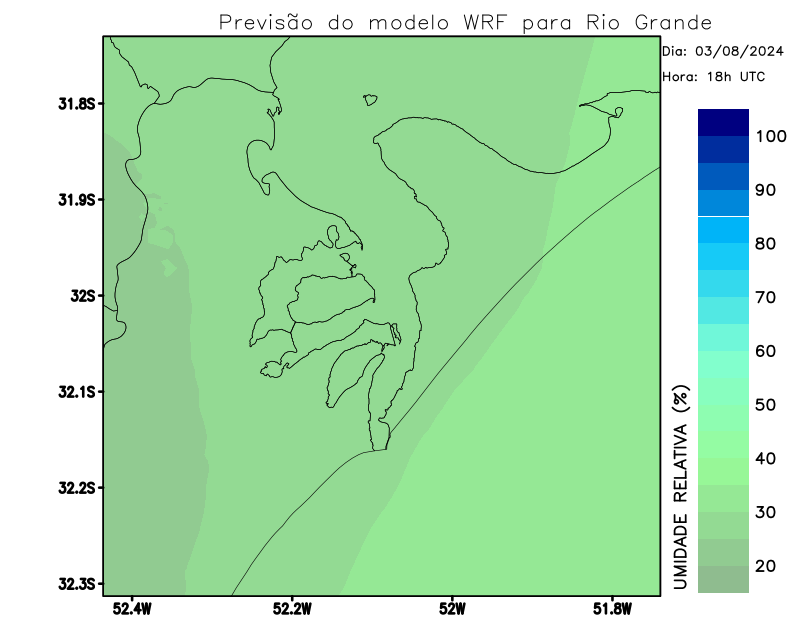 Previsão do modelo WRF para Rio Grande
Dia: 03/08/2024
Hora: 18h UTC
31.8S
31.9S
32S
32.1S
32.2S
32.3S
52.4W
52.2W
52W
51.8W
UMIDADE RELATIVA (%)
100
90
80
70
60
50
40
30
20